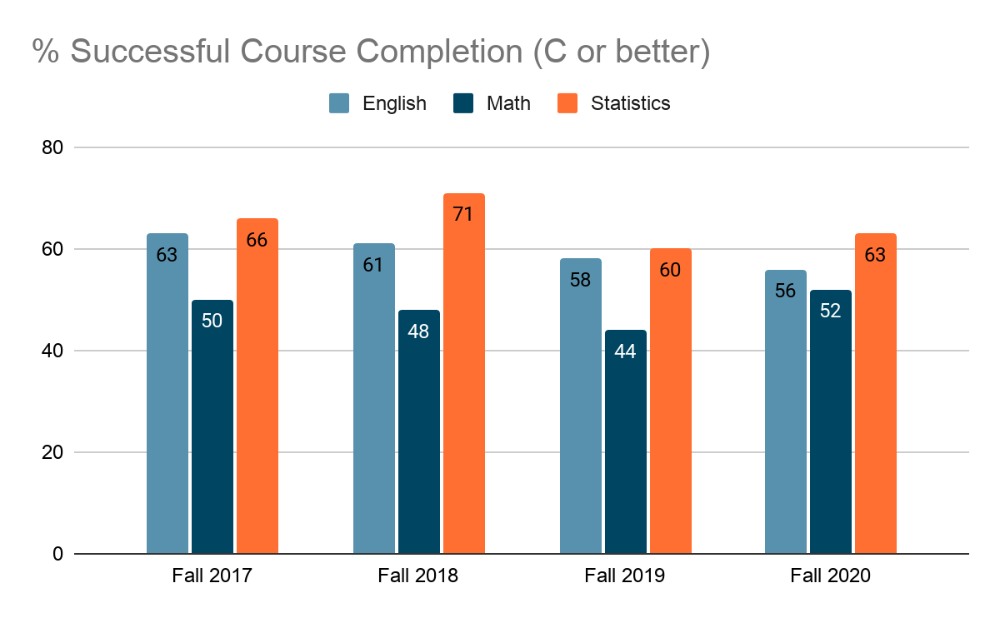 % Successful Course Completion (C or better)
English Math Statistics
80
60
40
20
0
63 50 66
61 48 71
58 44 60
56 52 63
Fall 2017 Fall 2018 Fall 2019 Fall 2020